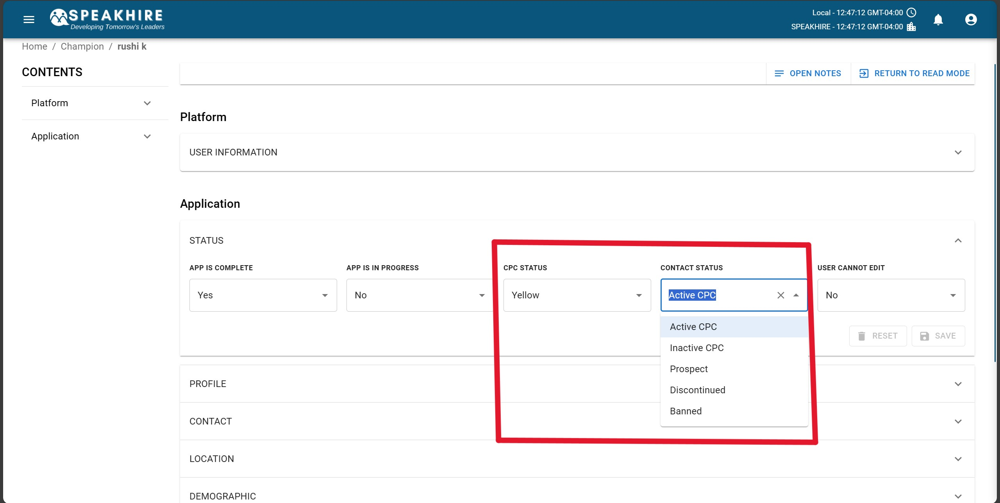 SPEAKHIRE
Developing Tomorrow's Leaders
Local - 12:47:12 GMT-04:00
SPEAKHIRE - 12:47:12 GMT-04:00
Home / Champion / rushi k
CONTENTS
Platform
Application
OPEN NOTES
RETURN TO READ MODE
Platform
USER INFORMATION
Application
STATUS
APP IS COMPLETE
Yes
APP IS IN PROGRESS
No
CPC STATUS
Yellow
CONTACT STATUS
Active CPC
Active CPC
Inactive CPC
Prospect
Discontinued
Banned
USER CANNOT EDIT
No
RESET
SAVE
PROFILE
CONTACT
LOCATION
DEMOGRAPHIC